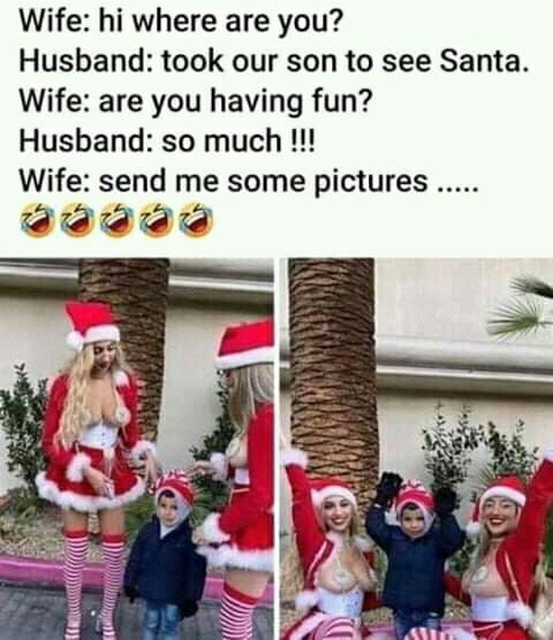 Wife: hi where are you?
Husband: took our son to see Santa.
Wife: are you having fun?
Husband: so much !!!
Wife: send me some pictures .....
🤣🤣🤣🤣🤣